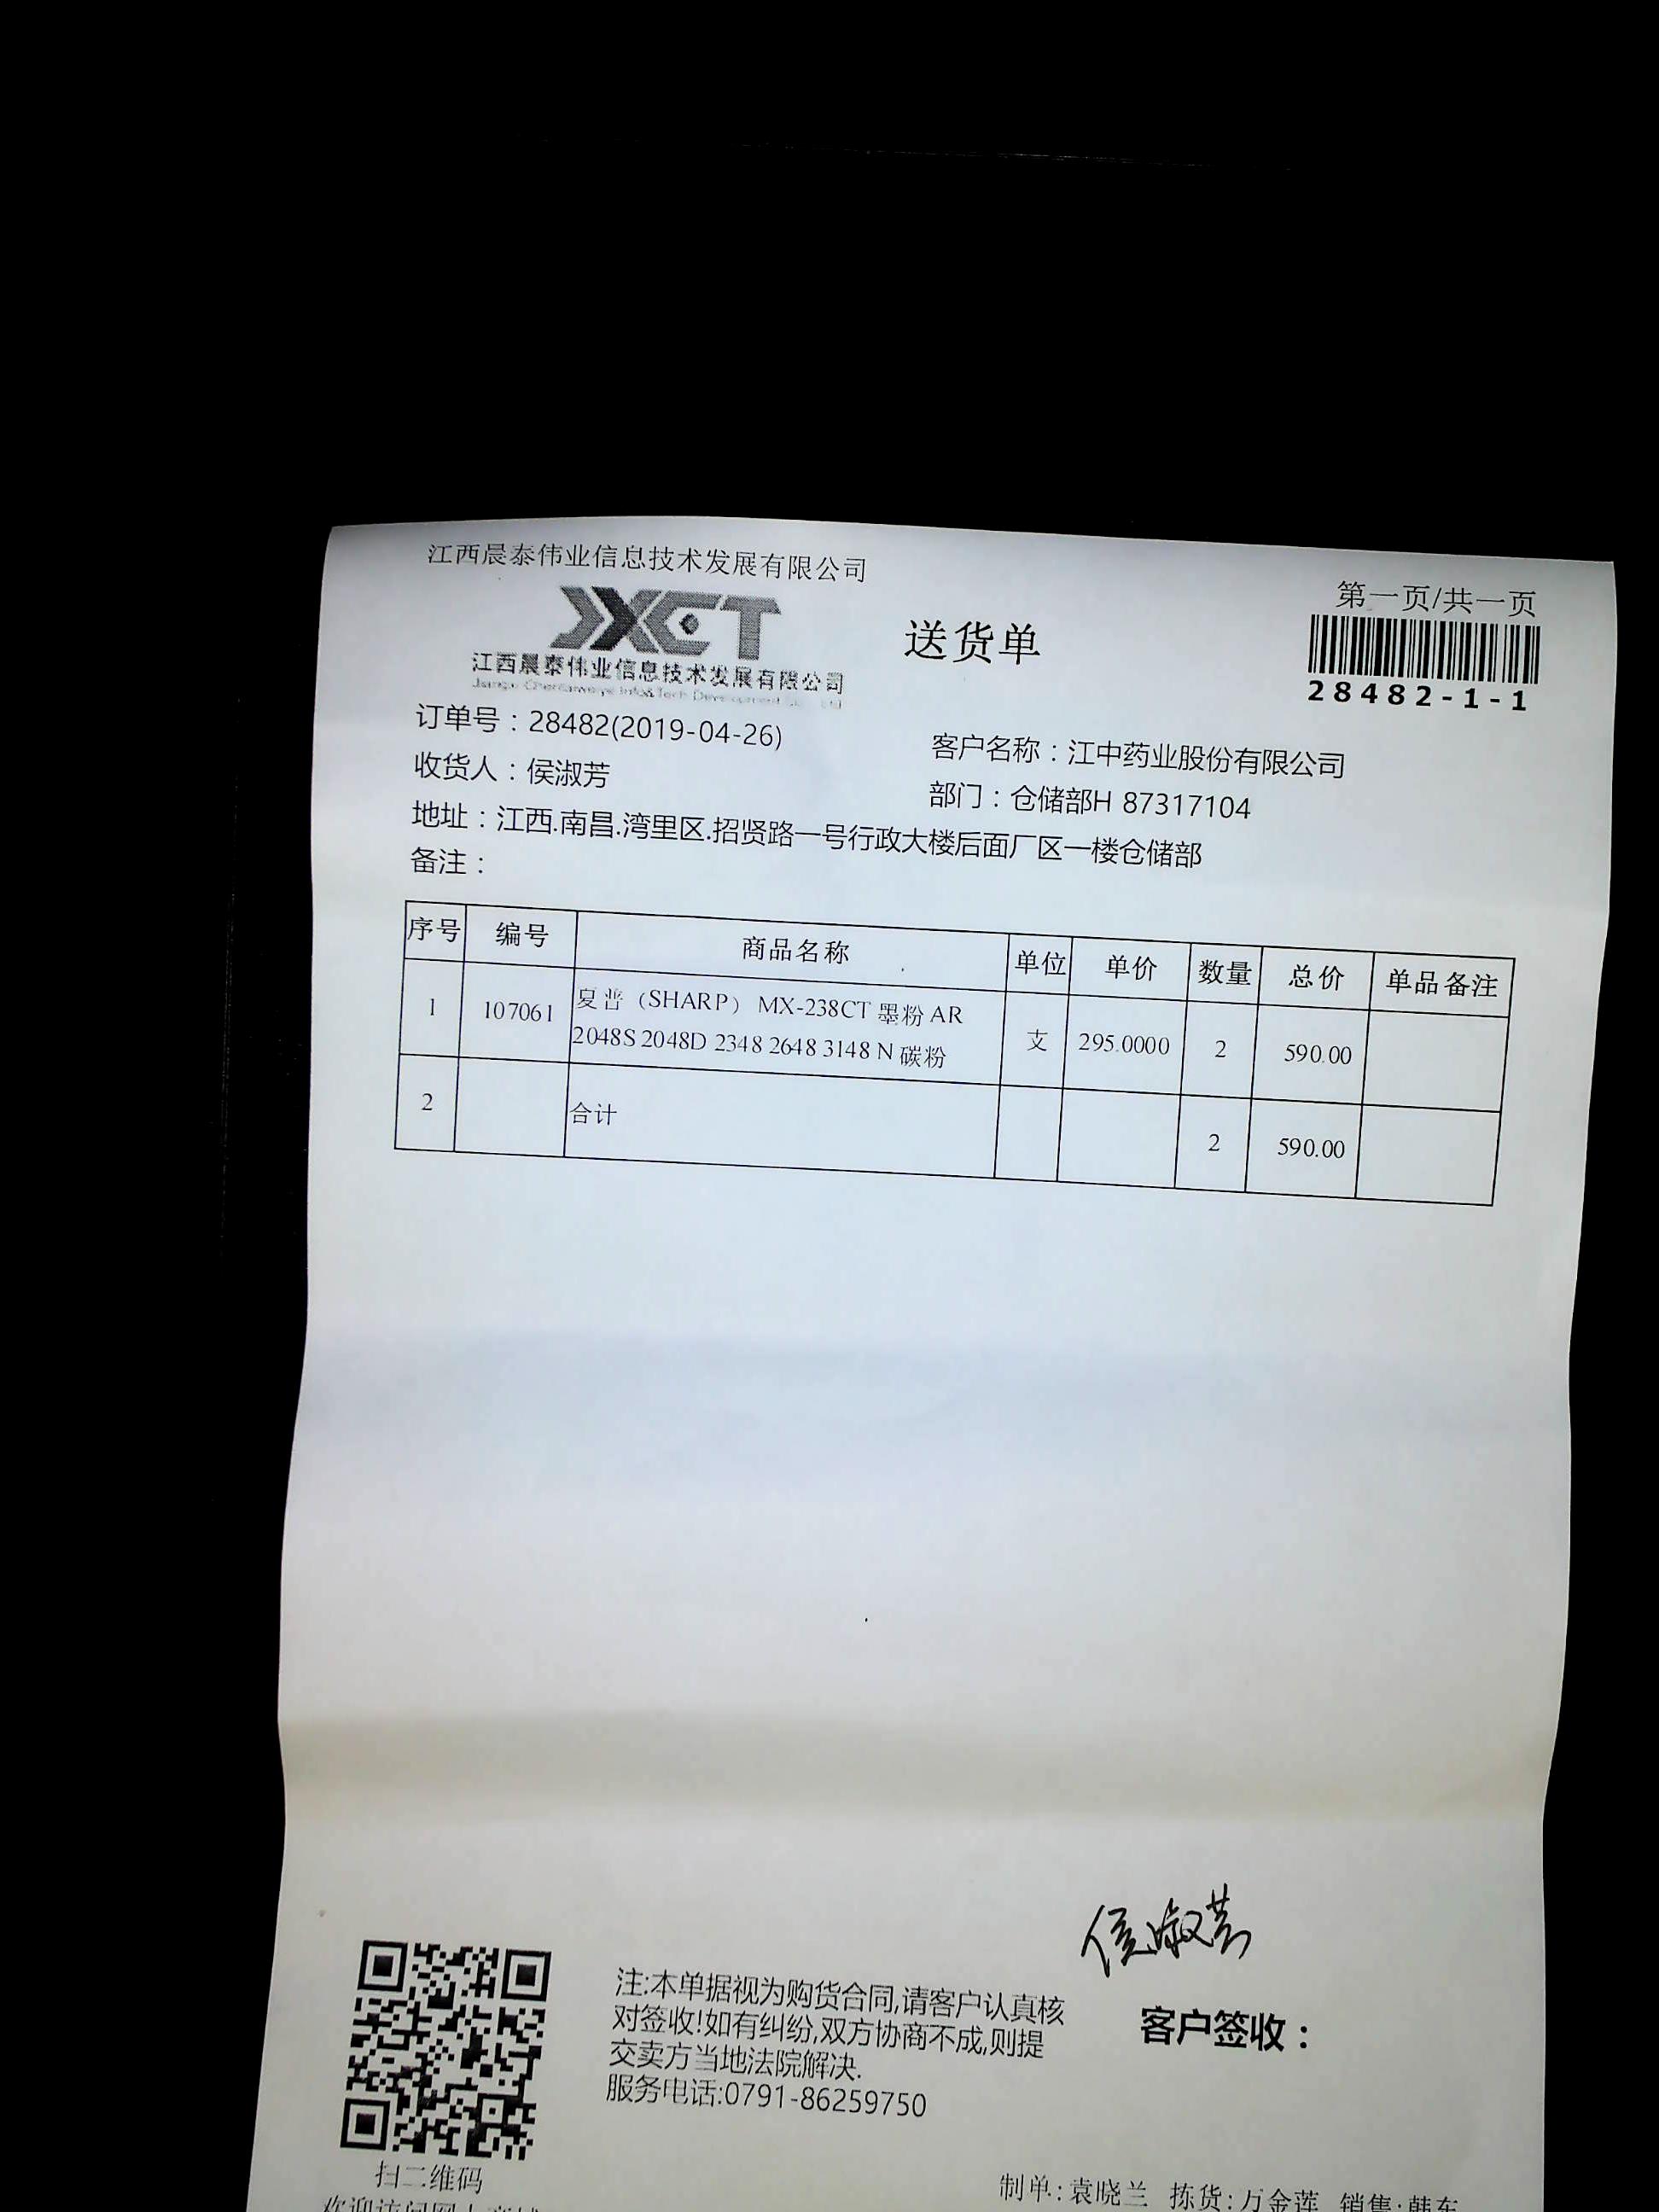 江西晨泰伟业信息技术发展有限公司
第一页/共一页
JXCT
送货单
江西晨泰伟业信息技术发展有限公司
28482-1-1
订单号：28482(2019-04-26)
客户名称：江中药业股份有限公司
收货人：侯淑芳
部门：仓储部H 87317104
地址：江西.南昌.湾里区.招贤路一号行政大楼后面厂区一楼仓储部
备注：
序号 编号 商品名称 单位 单价 数量 总价 单品备注
1 107061 夏普（SHARP） MX-238CT 墨粉 AR
2048S 2048D 2348 2648 3148 N 碳粉 支 295.0000 2 590.00
2 合计 2 590.00
侯淑芳
注:本单据视为购货合同,请客户认真核
对签收!如有纠纷,双方协商不成,则提
交卖方当地法院解决.
服务电话:0791-86259750
客户签收：
扫二维码
制单:袁晓兰 拣货:万金莲 销售:韩东